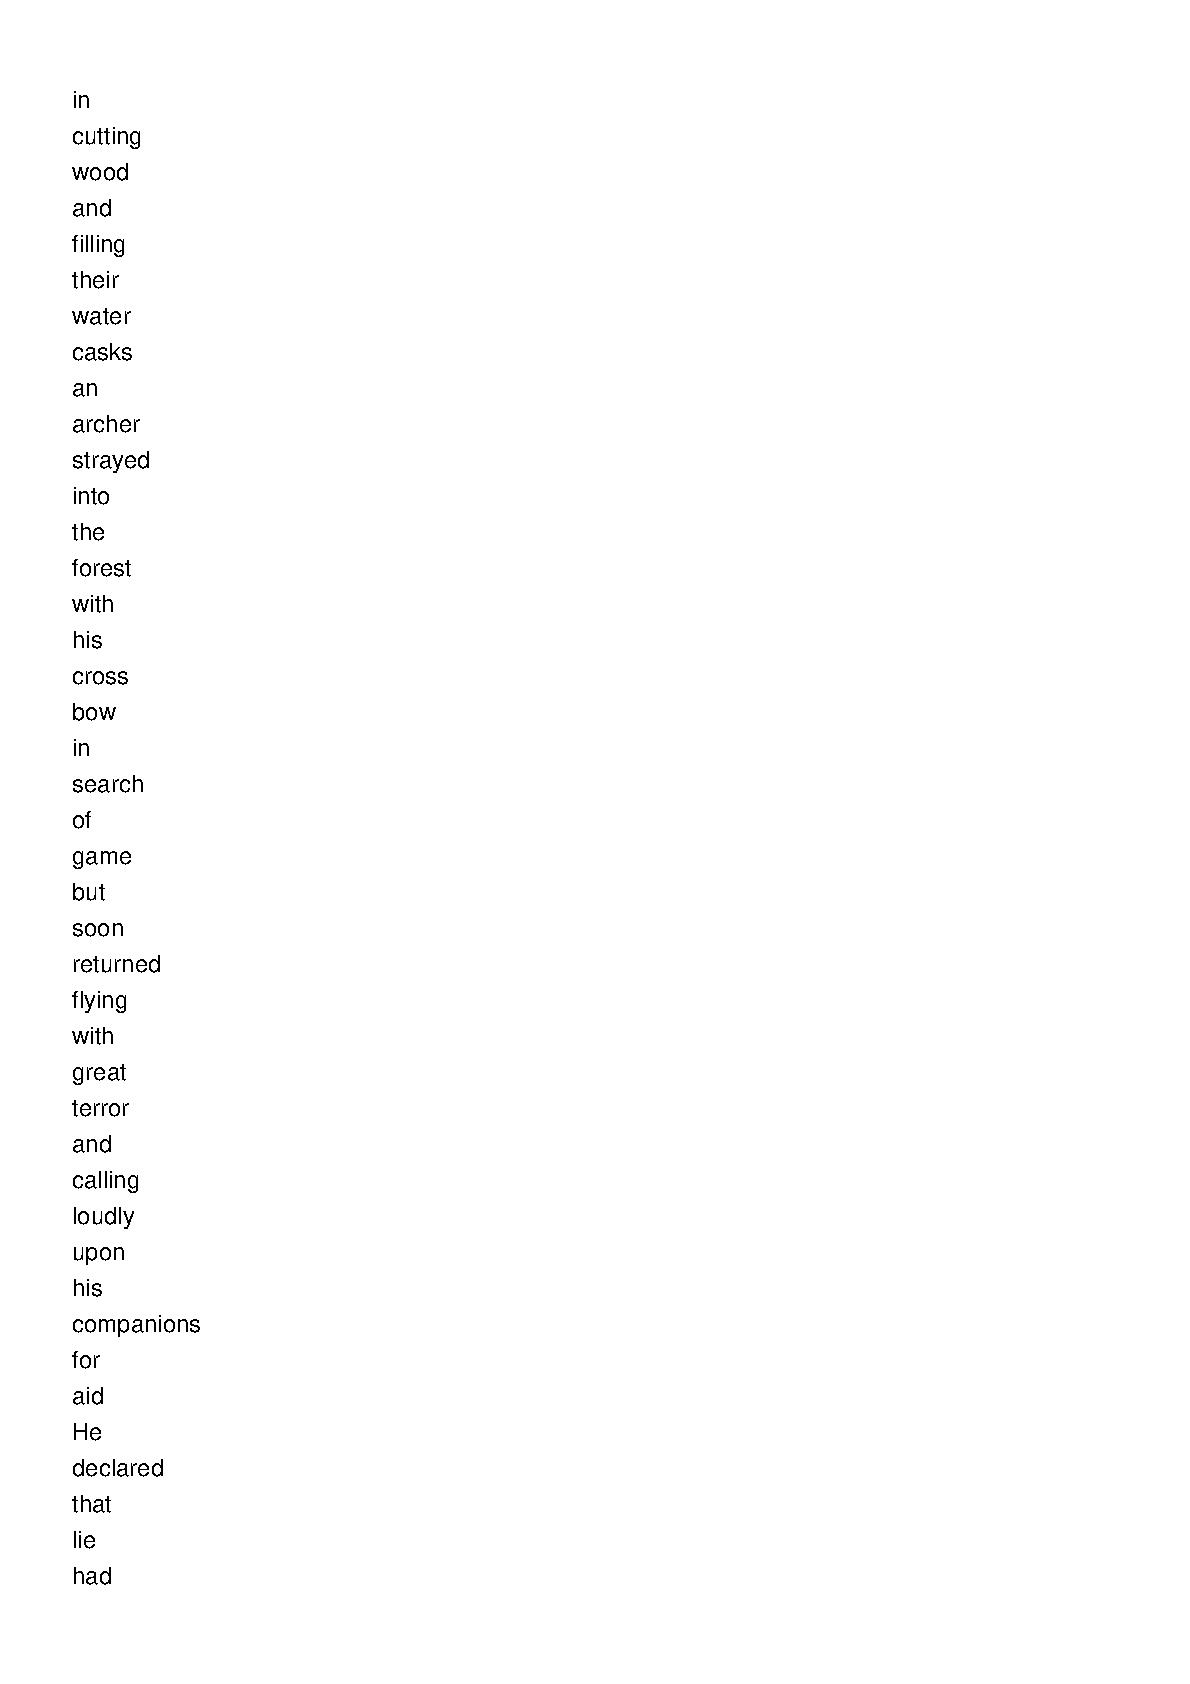 in
cutting
wood
and
filling
their
water
casks
an
archer
strayed
into
the
forest
with
his
cross
bow
in
search
of
game
but
soon
returned
flying
with
great
terror
and
calling
loudly
upon
his
companions
for
aid
He
declared
that
lie
had